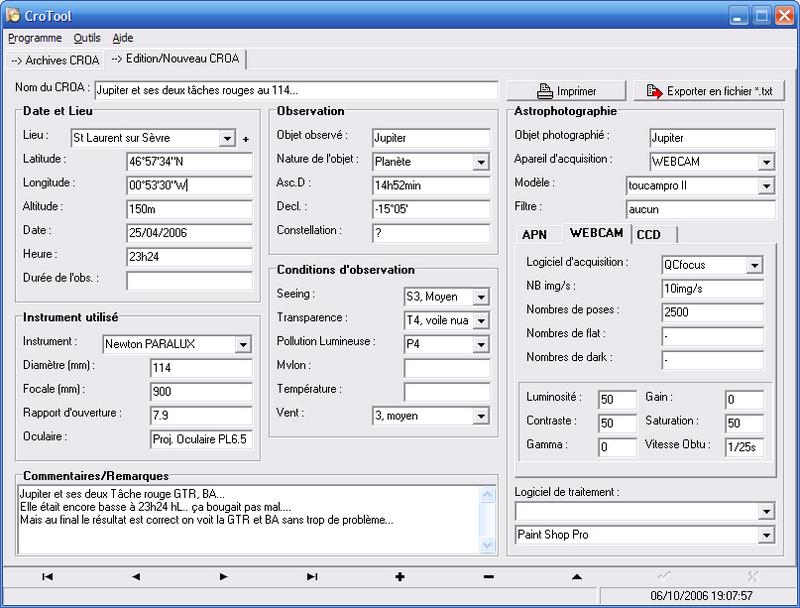 CroTool
Programme Outils Aide
--> Archives CROA --> Edition/Nouveau CROA
Nom du CROA : Jupiter et ses deux tâches rouges au 114... Imprimer Exporter en fichier *.txt
Date et Lieu
Lieu : St Laurent sur Sèvre +
Latitude : 46°57'34''N
Longitude : 00°53'30''W
Altitude : 150m
Date : 25/04/2006
Heure : 23h24
Durée de l'obs. :
Instrument utilisé
Instrument : Newton PARALUX
Diamètre (mm) : 114
Focale (mm) : 900
Rapport d'ouverture : 7.9
Oculaire : Proj. Oculaire PL6.5
Observation
Objet observé : Jupiter
Nature de l'objet : Planète
Asc.D : 14h52min
Decl. : -15°05'
Constellation : ?
Conditions d'observation
Seeing : S3, Moyen
Transparence : T4, voile nua
Pollution Lumineuse : P4
Mvlon :
Température :
Vent : 3, moyen
Commentaires/Remarques
Jupiter et ses deux Tâche rouge GTR, BA...
Elle était encore basse à 23h24 hL.. ça bougait pas mal....
Mais au final le résultat est correct on voit la GTR et BA sans trop de problème...
Astrophotographie
Objet photographié : Jupiter
Apareil d'acquisition : WEBCAM
Modèle : toucampro II
Filtre : aucun
APN WEBCAM CCD
Logiciel d'acquisition : QCfocus
NB img/s : 10img/s
Nombres de poses : 2500
Nombres de flat : -
Nombres de dark : -
Luminosité : 50 Gain : 0
Contraste : 50 Saturation : 50
Gamma : 0 Vitesse Obtu : 1/25s
Logiciel de traitement :
Paint Shop Pro
06/10/2006 19:07:57